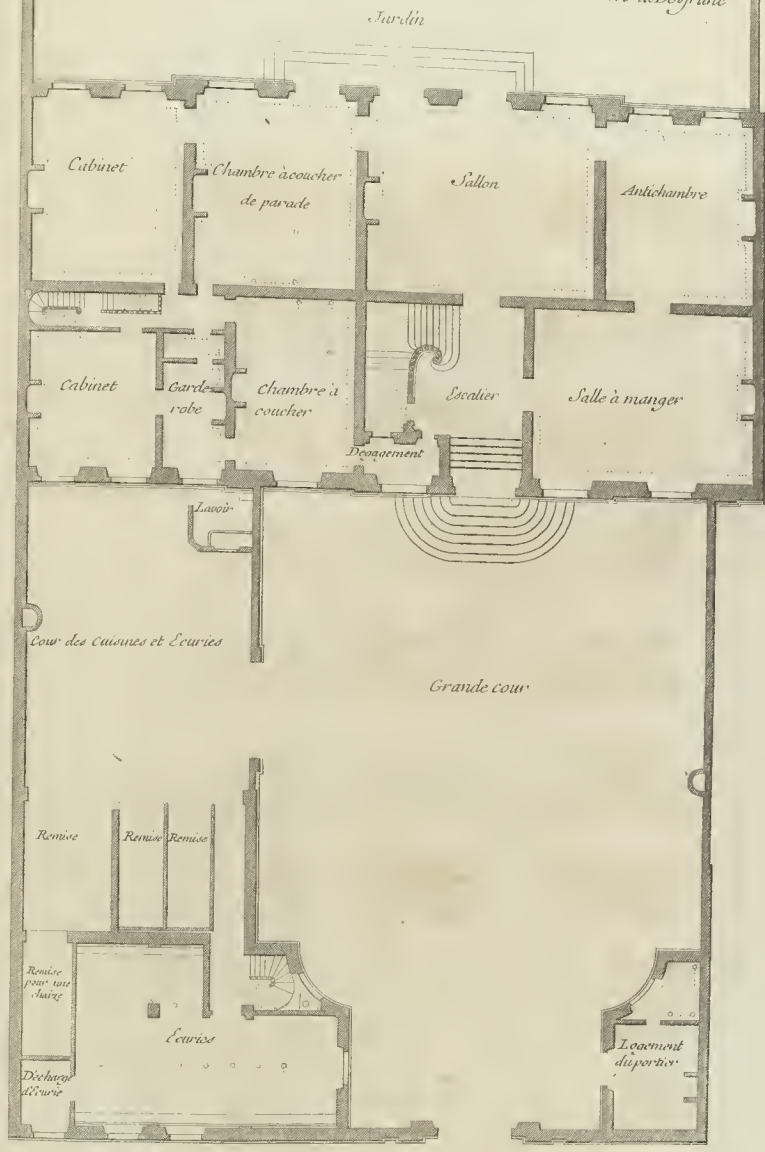 Jardin
Cabinet
Chambre à coucher
de parade
Sallon
Antichambre
Cabinet
Garde
robe
Chambre à
coucher
Escalier
Salle à manger
Dégagement
Lavoir
Cour des Cuisines et Ecuries
Grande cour
Remise
Remise
Remise
Remise
pour une
chaize
Ecuries
Décharge
d'écurie
Logement
du portier